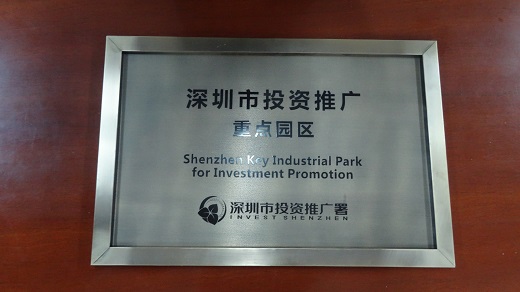 深圳市投资推广
重点园区
Shenzhen Key Industrial Park
for Investment Promotion
深圳市投资推广署
INVEST SHENZHEN